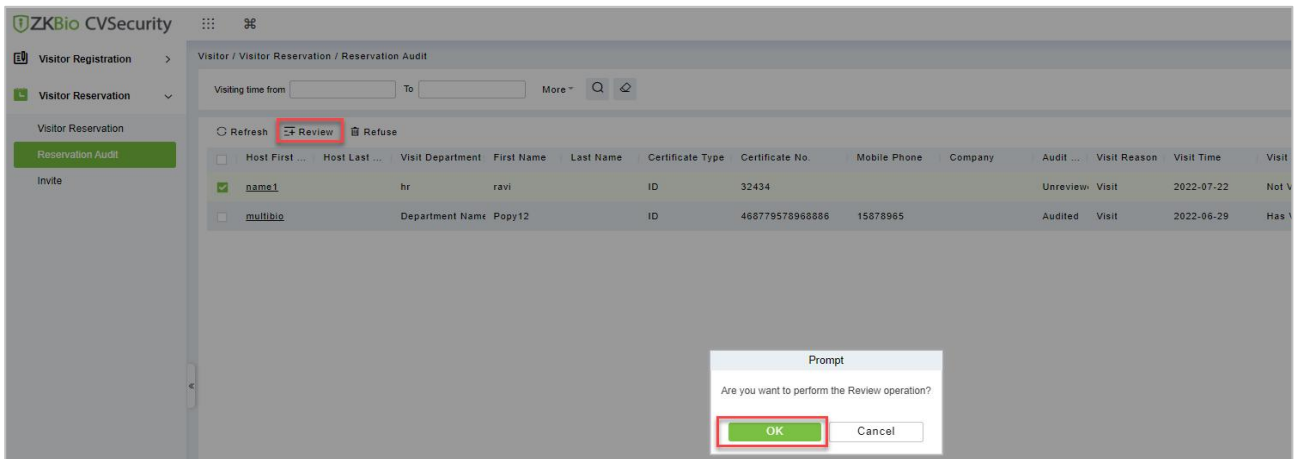 ZKBio CVSecurity
Visitor Registration
Visitor Reservation
Visitor Reservation
Reservation Audit
Invite
Visitor / Visitor Reservation / Reservation Audit
Visiting time from To More
Refresh Review Refuse
Host First ... Host Last ... Visit Department First Name Last Name Certificate Type Certificate No. Mobile Phone Company Audit ... Visit Reason Visit Time Visit
name1 hr ravi ID 32434 Unreview Visit 2022-07-22 Not
multibio Department Name Popy12 ID 468779578968886 15878965 Audited Visit 2022-06-29 Has
Prompt
Are you want to perform the Review operation?
OK Cancel